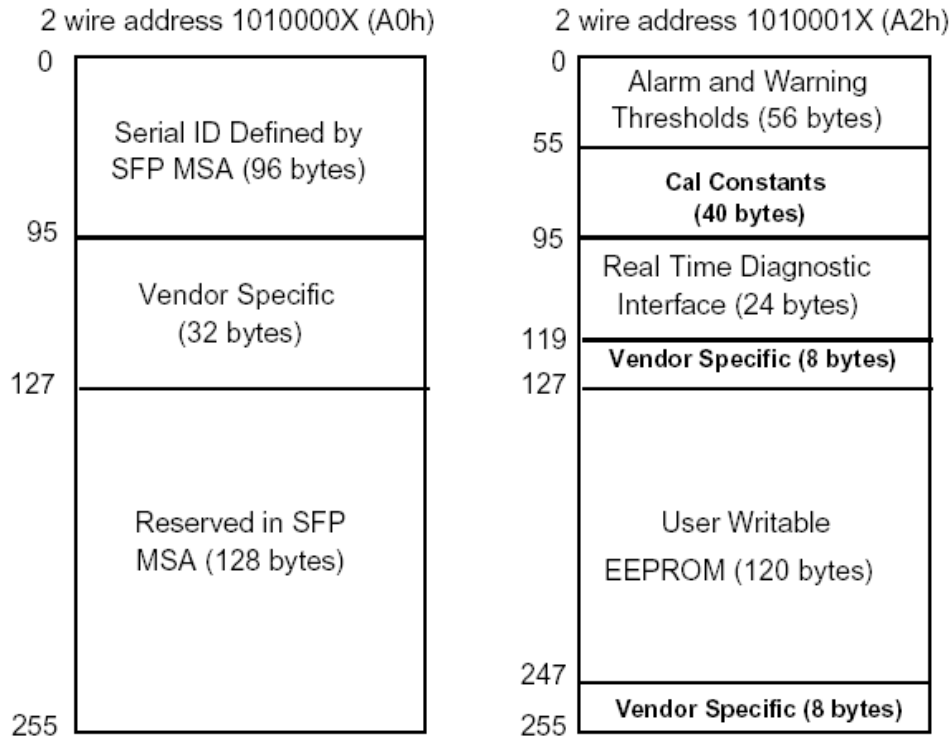 2 wire address 1010000X (A0h)
0
Serial ID Defined by
SFP MSA (96 bytes)
95
Vendor Specific
(32 bytes)
127
Reserved in SFP
MSA (128 bytes)
255
2 wire address 1010001X (A2h)
0
Alarm and Warning
Thresholds (56 bytes)
55
Cal Constants
(40 bytes)
95
Real Time Diagnostic
Interface (24 bytes)
119
Vendor Specific (8 bytes)
127
User Writable
EEPROM (120 bytes)
247
Vendor Specific (8 bytes)
255